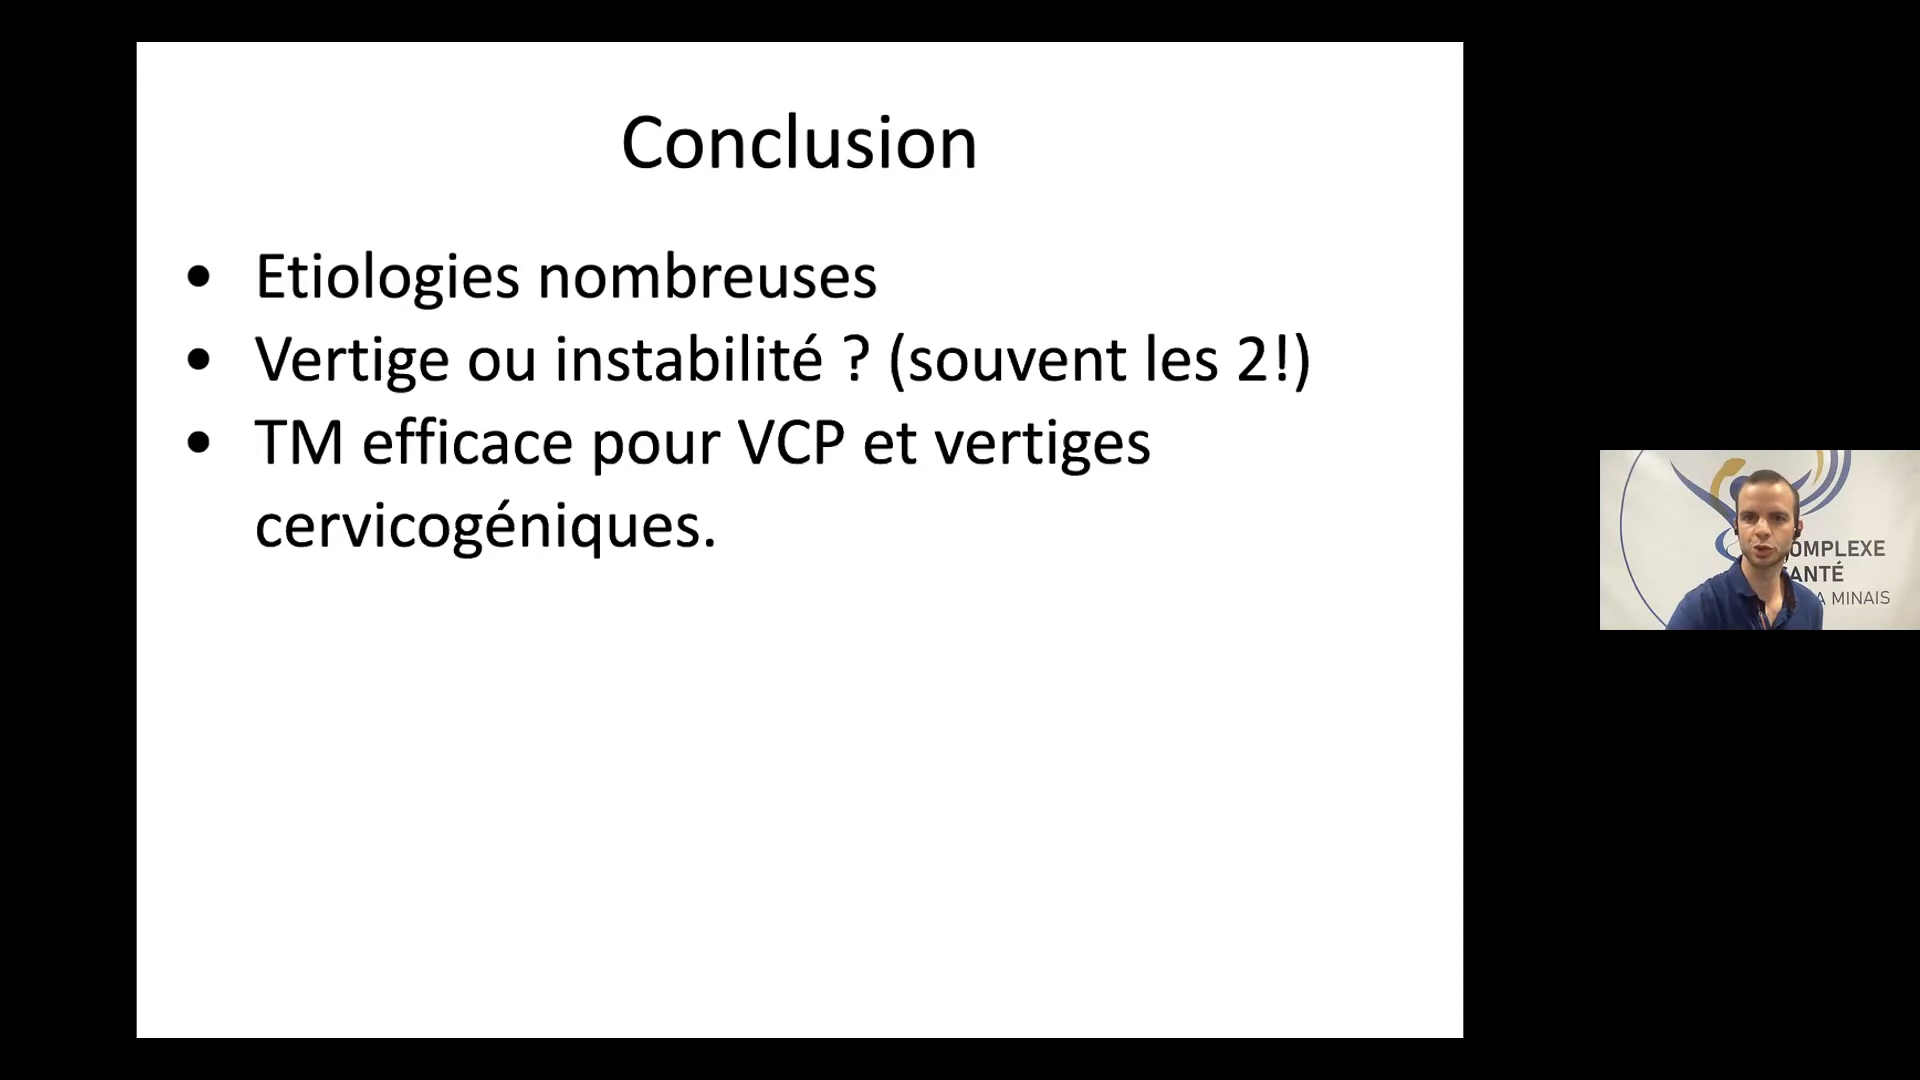 Conclusion
• Etiologies nombreuses
• Vertige ou instabilité ? (souvent les 2!)
• TM efficace pour VCP et vertiges
cervicogéniques.
OMPLEXE
ANTÉ
A MINAIS